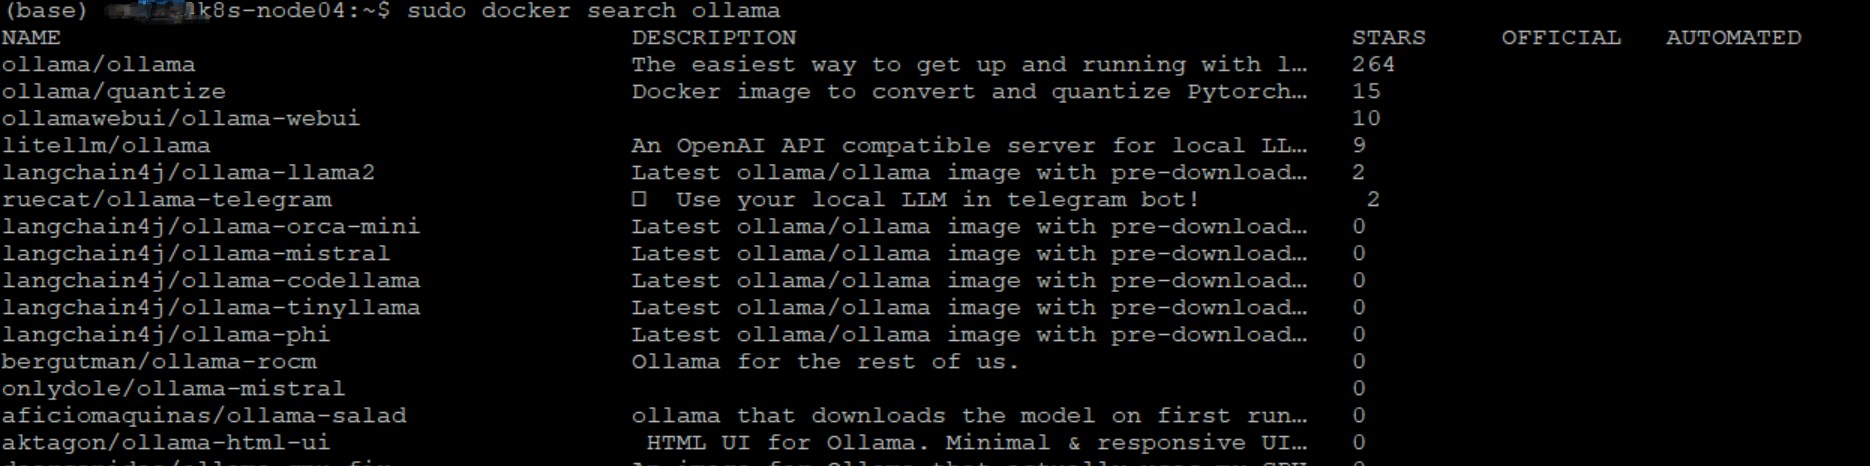 (base) k8s-node04:~$ sudo docker search ollama
NAME DESCRIPTION STARS OFFICIAL AUTOMATED
ollama/ollama The easiest way to get up and running with l… 264
ollama/quantize Docker image to convert and quantize Pytorch… 15
ollamawebui/ollama-webui 10
litellm/ollama An OpenAI API compatible server for local LL… 9
langchain4j/ollama-llama2 Latest ollama/ollama image with pre-download… 2
ruecat/ollama-telegram □ Use your local LLM in telegram bot! 2
langchain4j/ollama-orca-mini Latest ollama/ollama image with pre-download… 0
langchain4j/ollama-mistral Latest ollama/ollama image with pre-download… 0
langchain4j/ollama-codellama Latest ollama/ollama image with pre-download… 0
langchain4j/ollama-tinyllama Latest ollama/ollama image with pre-download… 0
langchain4j/ollama-phi Latest ollama/ollama image with pre-download… 0
bergutman/ollama-rocm Ollama for the rest of us. 0
onlydole/ollama-mistral 0
aficiomaquinas/ollama-salad ollama that downloads the model on first run… 0
aktagon/ollama-html-ui HTML UI for Ollama. Minimal & responsive UI… 0